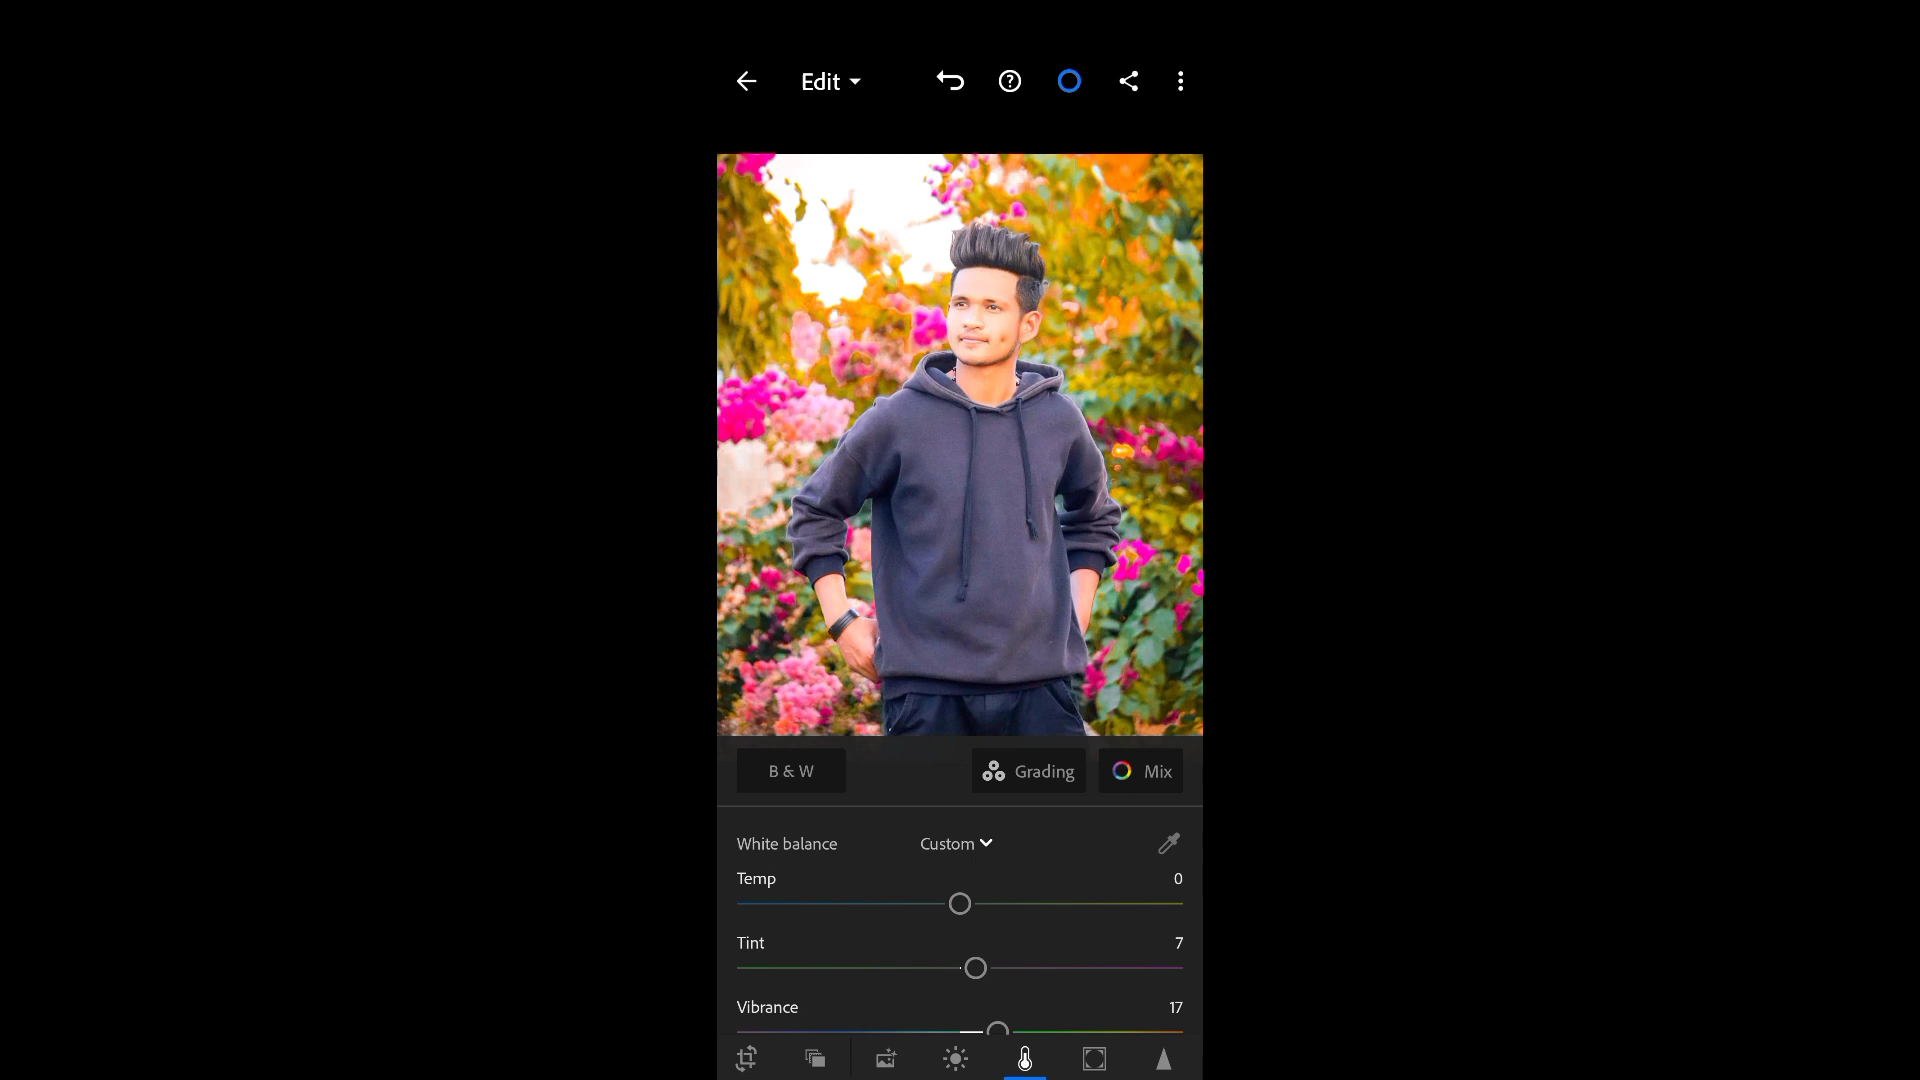 Edit
B & W
Grading
Mix
White balance
Custom
Temp
0
Tint
7
Vibrance
17